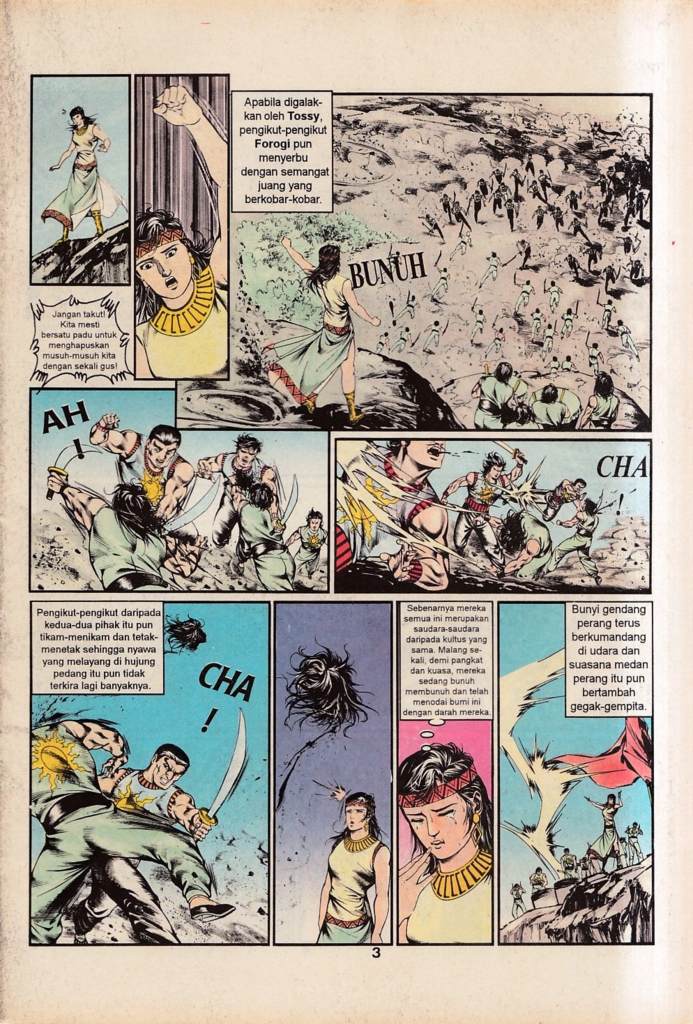 Jangan takut!
Kita mesti
bersatu padu untuk
menghapuskan
musuh-musuh kita
dengan sekali gus!
Apabila digalak-
kan oleh Tossy,
pengikut-pengikut
Forogi pun
menyerbu
dengan semangat
juang yang
berkobar-kobar.
BUNUH
AH
!
CHA
!
Pengikut-pengikut daripada
kedua-dua pihak itu pun
tikam-menikam dan tetak-
menetak sehingga nyawa
yang melayang di hujung
pedang itu pun tidak
terkira lagi banyaknya.
CHA
!
Sebenarnya mereka
semua ini merupakan
saudara-saudara
daripada kultus yang
sama. Malang se-
kali, demi pangkat
dan kuasa, mereka
sedang bunuh
membunuh dan telah
menodai bumi ini
dengan darah mereka.
Bunyi gendang
perang terus
berkumandang
di udara dan
suasana medan
perang itu pun
bertambah
gegak-gempita.
3